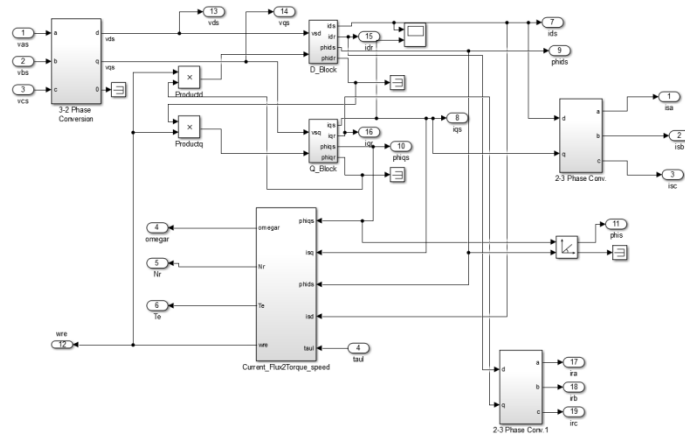 13
vds
14
vqs
1
vas
2
vbs
3
vcs
a
b
c
d
q
0
3-2 Phase
Conversion
vds
vqs
×
Productd
×
Productq
vsd
ids
idr
phids
phidr
D_Block
15
idr
7
ids
9
phids
vsq
iqs
iqr
phiqs
phiqr
Q_Block
16
iqr
10
phiqs
8
iqs
d
q
a
b
c
2-3 Phase Conv.
1
isa
2
isb
3
isc
4
omegar
5
Nr
6
Te
wre
12
omegar
Nr
Te
wre
phiqs
isq
phids
isd
taul
Current_Flux2Torque_speed
4
taul
11
phis
d
q
a
b
c
2-3 Phase Conv.1
17
ira
18
irb
19
irc